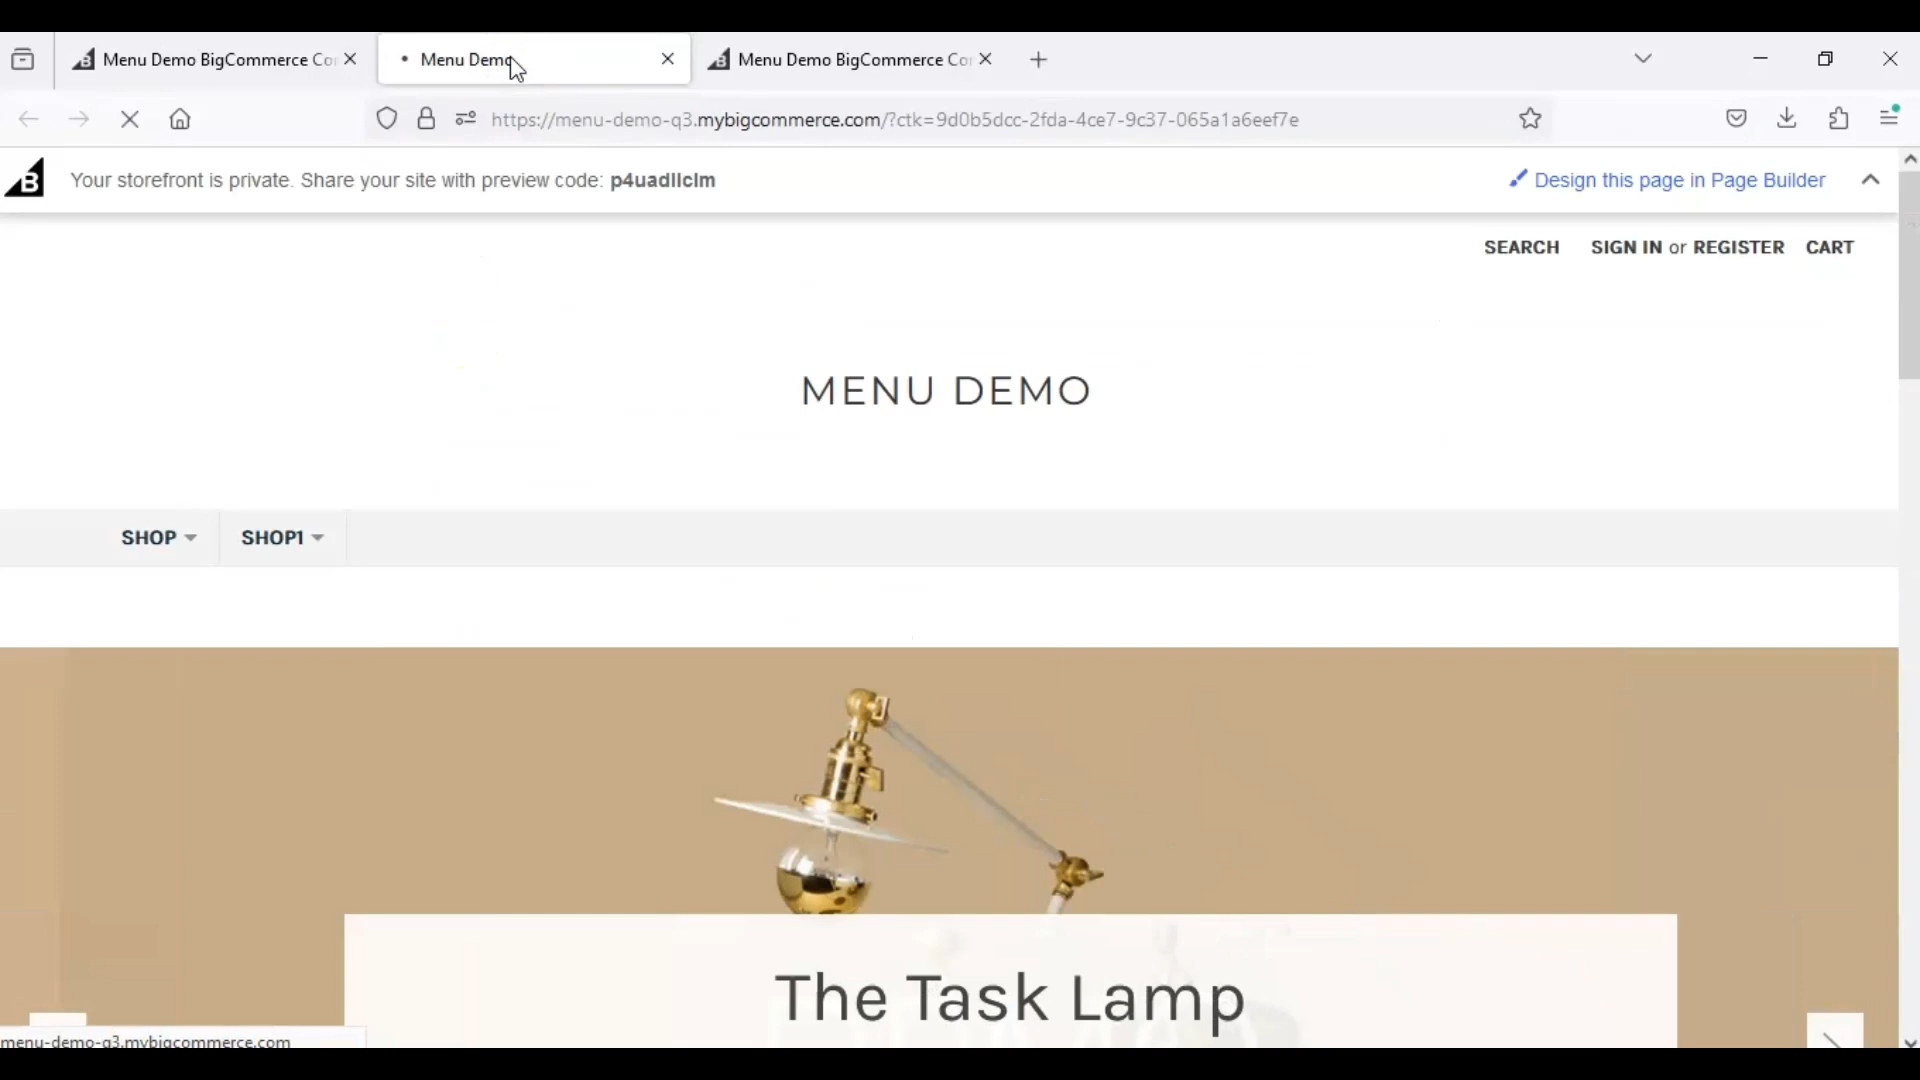 Menu Demo BigCommerce Co
Menu Demo
Menu Demo BigCommerce Co
https://menu-demo-q3.mybigcommerce.com/?ctk=9d0b5dcc-2fda-4ce7-9c37-065a1a6eef7e
B
Your storefront is private. Share your site with preview code: p4uadllclm
Design this page in Page Builder
SEARCH SIGN IN or REGISTER CART
MENU DEMO
SHOP SHOP1
The Task Lamp
menu-demo-q3.mybigcommerce.com